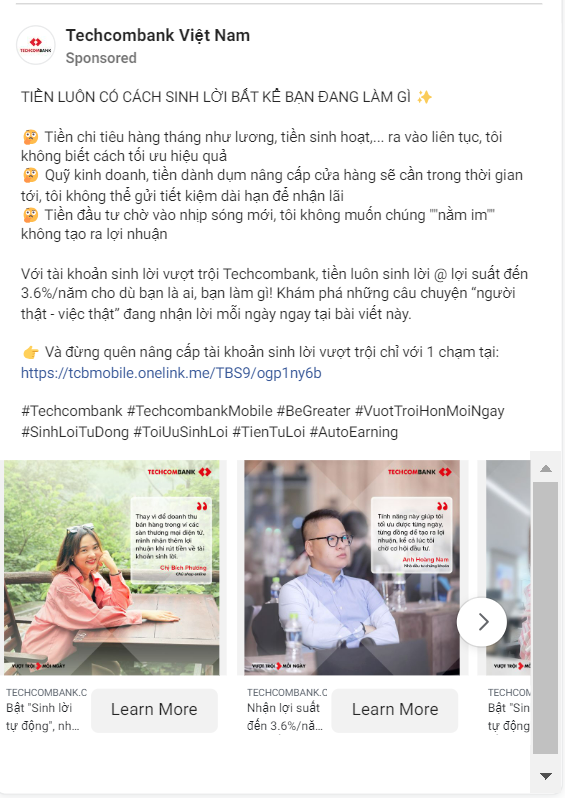 Techcombank Việt Nam
TECHCOMBANK
Sponsored
TIỀN LUÔN CÓ CÁCH SINH LỜI BẤT KỂ BẠN ĐANG LÀM GÌ ✨
🤔 Tiền chi tiêu hàng tháng như lương, tiền sinh hoạt,... ra vào liên tục, tôi
không biết cách tối ưu hiệu quả
🤔 Quỹ kinh doanh, tiền dành dụm nâng cấp cửa hàng sẽ cần trong thời gian
tới, tôi không thể gửi tiết kiệm dài hạn để nhận lãi
🤔 Tiền đầu tư chờ vào nhịp sóng mới, tôi không muốn chúng ""nằm im""
không tạo ra lợi nhuận
Với tài khoản sinh lời vượt trội Techcombank, tiền luôn sinh lời @ lợi suất đến
3.6%/năm cho dù bạn là ai, bạn làm gì! Khám phá những câu chuyện “người
thật - việc thật” đang nhận lời mỗi ngày ngay tại bài viết này.
👉 Và đừng quên nâng cấp tài khoản sinh lời vượt trội chỉ với 1 chạm tại:
https://tcbmobile.onelink.me/TBS9/ogp1ny6b
#Techcombank #TechcombankMobile #BeGreater #VuotTroiHonMoiNgay
#SinhLoiTuDong #ToiUuSinhLoi #TienTuLoi #AutoEarning
TECHCOMBANK
Thay vì để doanh thu
bán hàng trong ví các
sàn thương mại điện tử,
mình nhận thêm lợi
nhuận khi rút tiền về tài
khoản sinh lời.
Chị Bích Phương
Chủ shop online
VƯỢT TRỘI MỖI NGÀY
TECHCOMBANK.C
Bật "Sinh lời
tự động", nh...
Learn More
TECHCOMBANK
Tính năng này giúp tôi
tối ưu được từng ngày,
từng đồng để tạo ra lợi
nhuận, kể cả lúc tôi
chờ cơ hội đầu tư.
Anh Hoàng Nam
Nhà đầu tư chứng khoán
VƯỢT TRỘI MỖI NGÀY
TECHCOMBANK.C
Nhận lợi suất
đến 3.6%/nă...
Learn More
VƯỢT TRỘI
TECHCOM
Bật "Sin
tự động